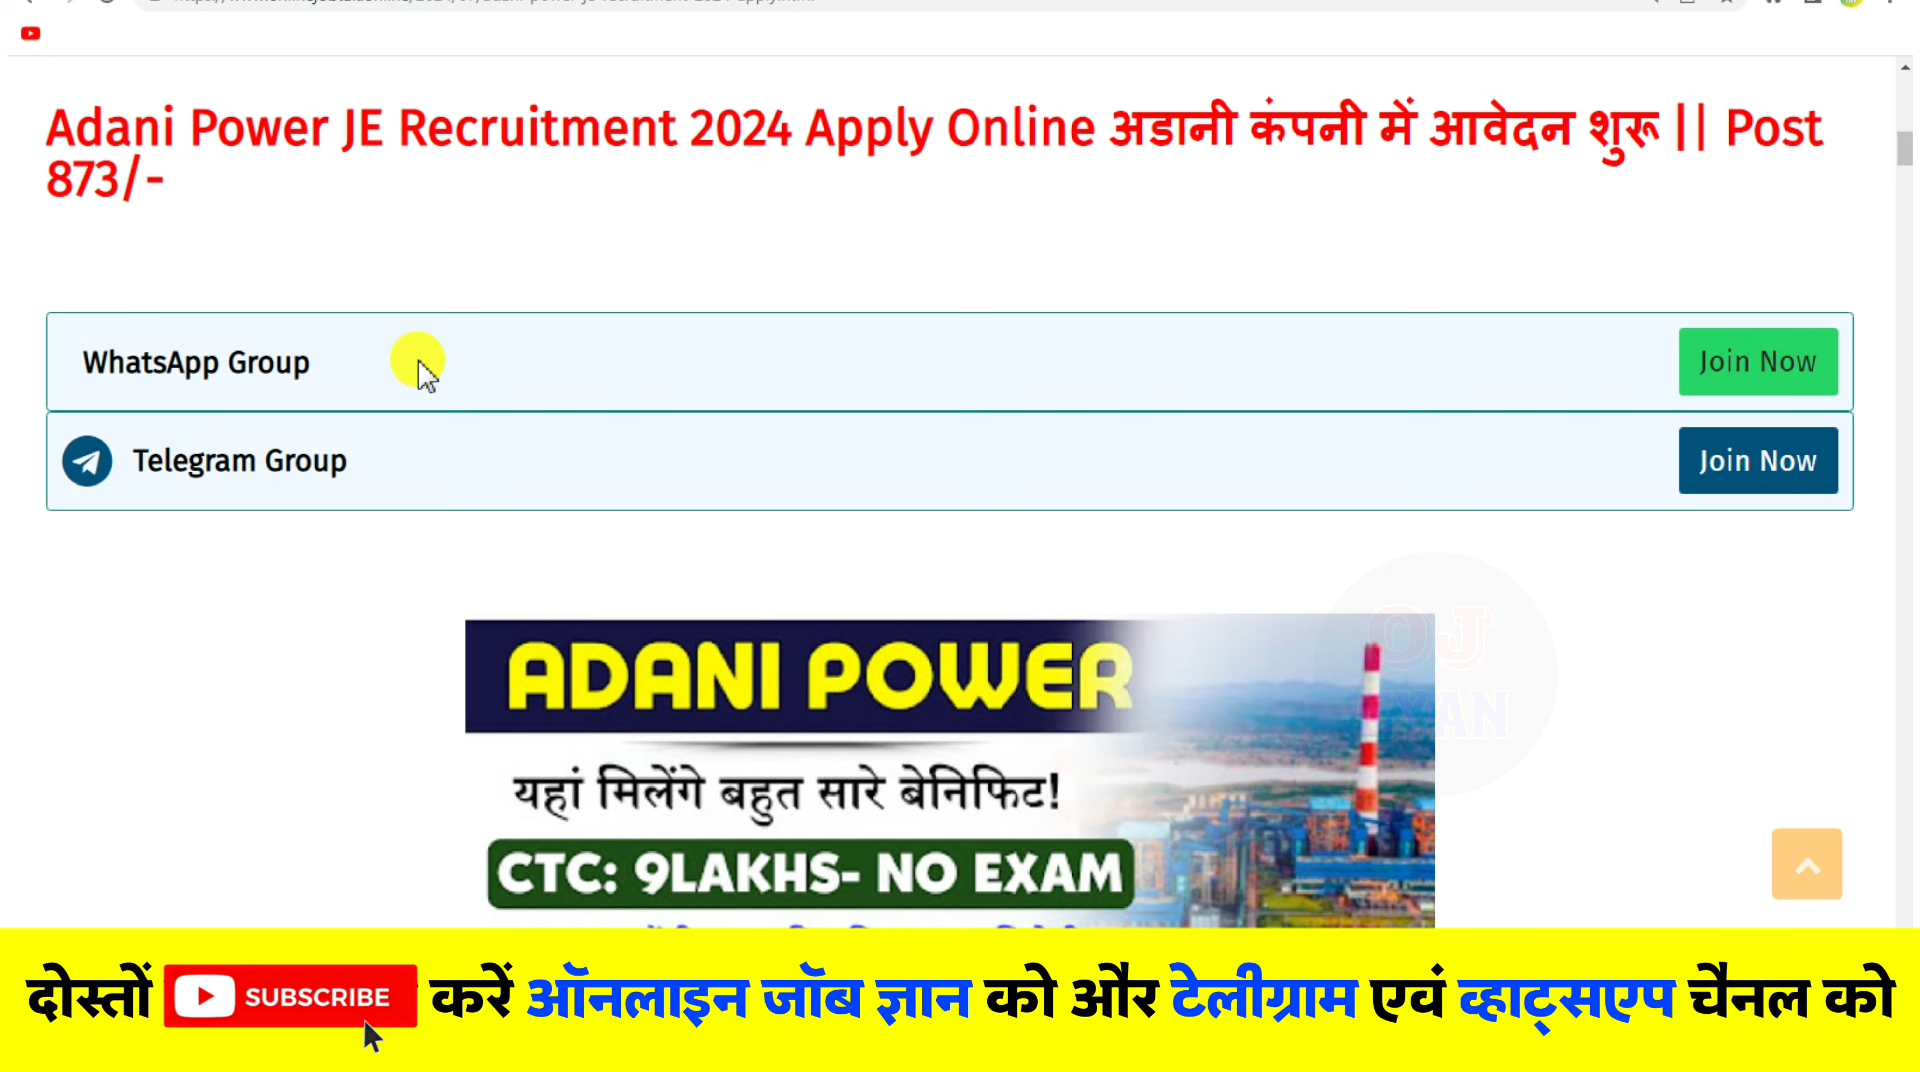 Adani Power JE Recruitment 2024 Apply Online अडानी कंपनी में आवेदन शुरू || Post
873/-
WhatsApp Group
Join Now
Telegram Group
Join Now
OJ
ADANI POWER
यहां मिलेंगे बहुत सारे बेनिफिट!
CTC: 9LAKHS- NO EXAM
दोस्तों SUBSCRIBE करें ऑनलाइन जॉब ज्ञान को और टेलीग्राम एवं व्हाट्सएप चैनल को